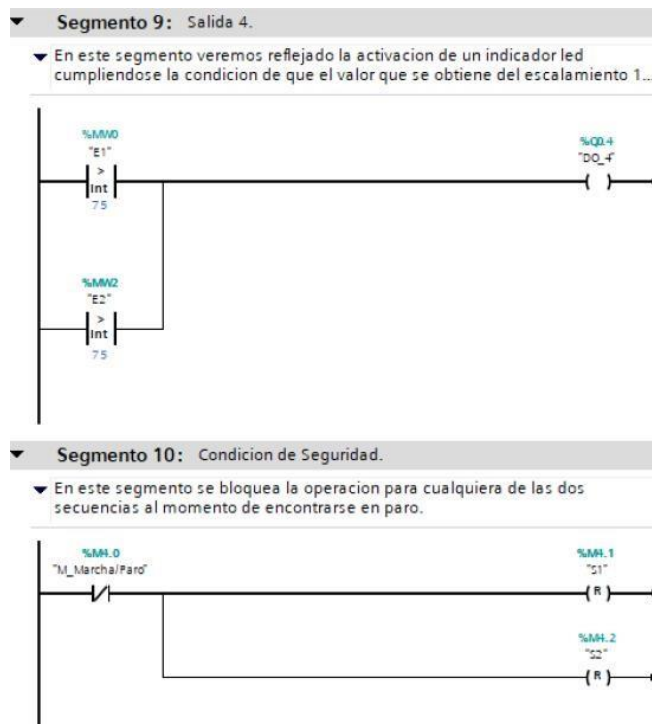 Segmento 9: Salida 4.
En este segmento veremos reflejado la activacion de un indicador led
cumpliendose la condicion de que el valor que se obtiene del escalamiento 1...
%MW0
"E1"
>
Int
75
%Q0.4
"DO_4"
%MW2
"E2"
>
Int
75
Segmento 10: Condicion de Seguridad.
En este segmento se bloquea la operacion para cualquiera de las dos
secuencias al momento de encontrarse en paro.
%M4.0
"M_Marcha/Paro"
%M4.1
"S1"
R
%M4.2
"S2"
R